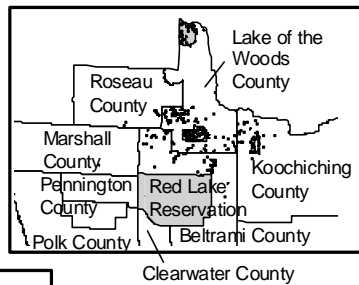 Lake of the
Woods
County
Roseau
County
Marshall
County
Koochiching
County
Pennington
County
Red Lake
Reservation
Polk County
Beltrami County
Clearwater County